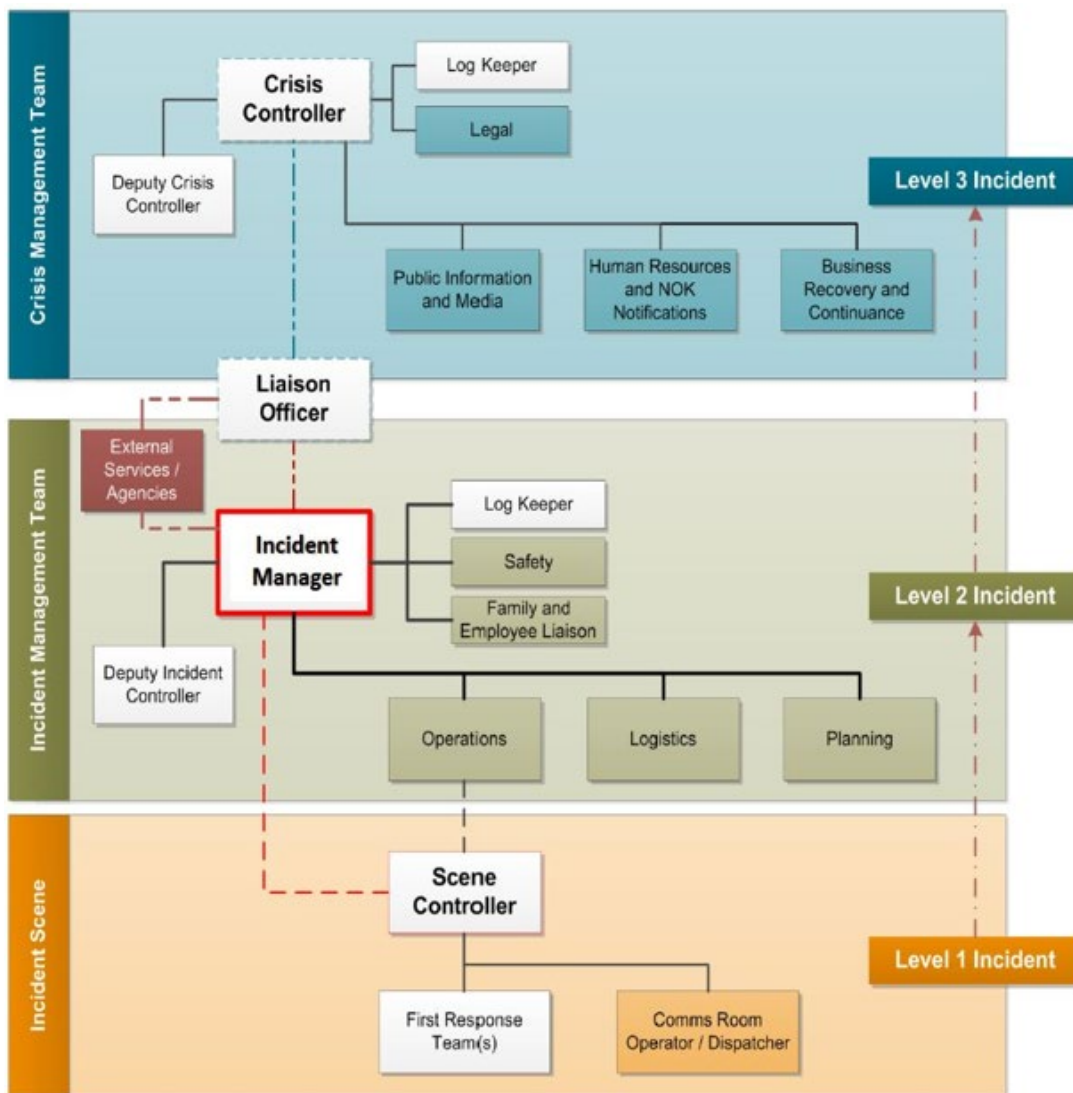 Crisis Management Team
Crisis
Controller
Log Keeper
Legal
Deputy Crisis
Controller
Level 3 Incident
Public Information
and Media
Human Resources
and NOK
Notifications
Business
Recovery and
Continuance
Liaison
Officer
Incident Management Team
External
Services /
Agencies
Incident
Manager
Log Keeper
Safety
Family and
Employee Liaison
Level 2 Incident
Deputy Incident
Controller
Operations
Logistics
Planning
Incident Scene
Scene
Controller
Level 1 Incident
First Response
Team(s)
Comms Room
Operator / Dispatcher